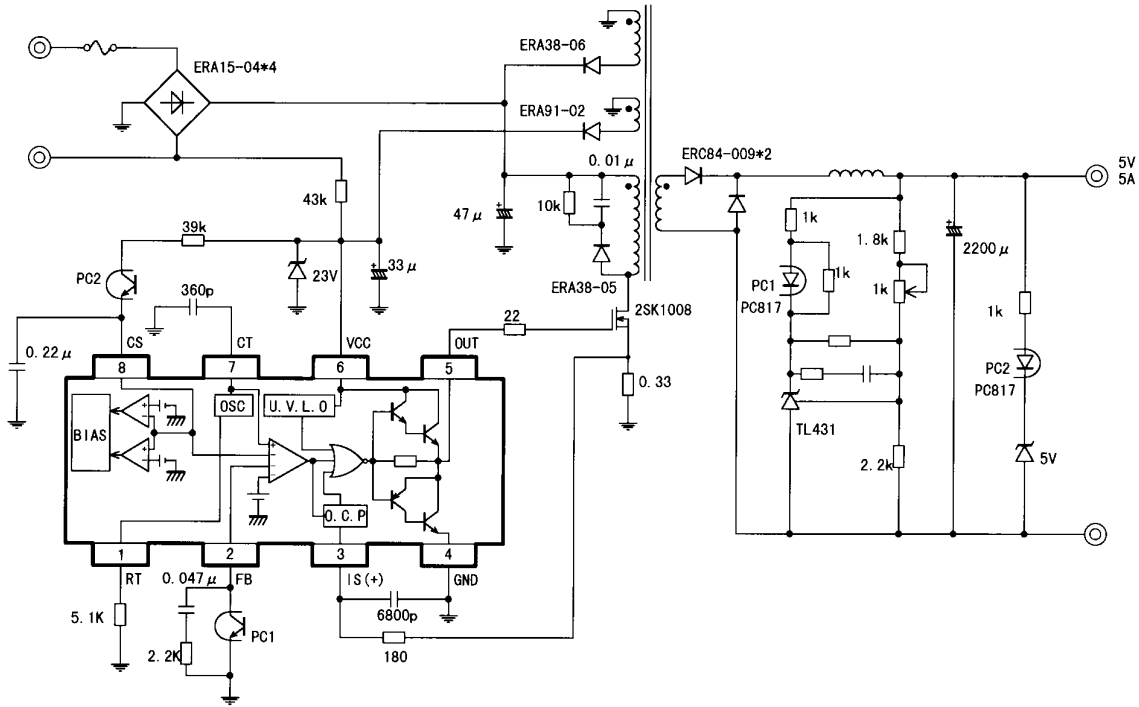 ERA15-04*4
ERA38-06
ERA91-02
ERC84-009*2
0.01μ
5V
5A
43k
47μ
10k
39k
23V
33μ
ERA38-05
PC2
360p
22
2SK1008
1k
1k
PC1
PC817
1.8k
1k
2200μ
1k
PC2
PC817
0.22μ
CS
CT
VCC
OUT
8
7
6
5
0.33
OSC
U.V.L.O
BIAS
+
-
+
-
+
-
-
O.C.P
TL431
2.2k
5V
1
2
3
4
RT
FB
IS(+)
GND
0.047μ
5.1K
2.2K
PC1
6800p
180